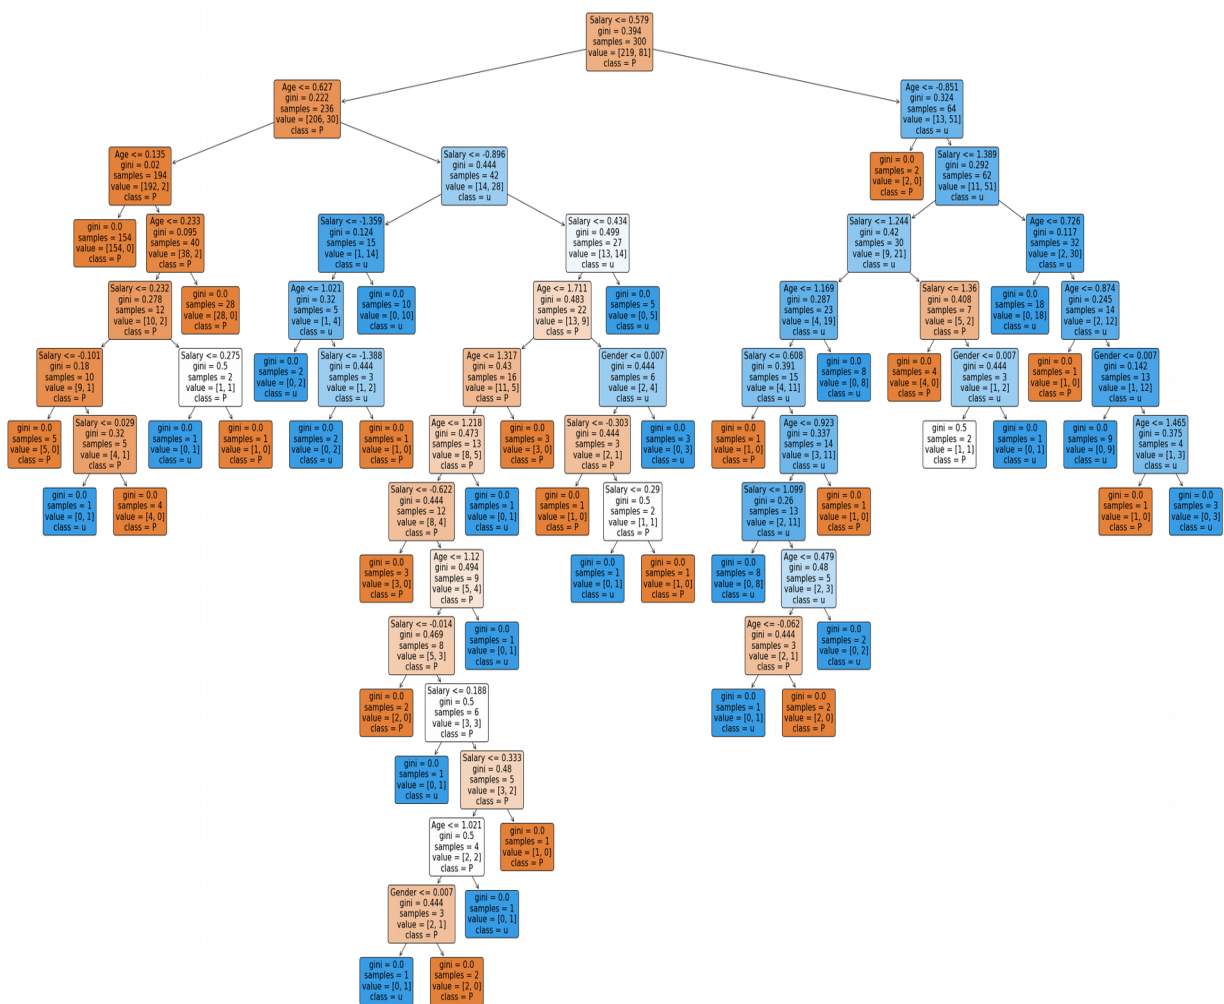 Salary <= 0.579
gini = 0.394
samples = 300
value = [219, 81]
class = P
Age <= 0.627
gini = 0.222
samples = 236
value = [206, 30]
class = P
Age <= -0.851
gini = 0.324
samples = 64
value = [13, 51]
class = u
Age <= 0.135
gini = 0.02
samples = 194
value = [192, 2]
class = P
Salary <= -0.896
gini = 0.444
samples = 42
value = [14, 28]
class = u
gini = 0.0
samples = 2
value = [2, 0]
class = P
Salary <= 1.389
gini = 0.292
samples = 62
value = [11, 51]
class = u
gini = 0.0
samples = 154
value = [154, 0]
class = P
Age <= 0.233
gini = 0.095
samples = 40
value = [38, 2]
class = P
Salary <= -1.359
gini = 0.124
samples = 15
value = [1, 14]
class = u
Salary <= 0.434
gini = 0.499
samples = 27
value = [13, 14]
class = u
Salary <= 1.244
gini = 0.42
samples = 30
value = [9, 21]
class = u
Age <= 0.726
gini = 0.117
samples = 32
value = [2, 30]
class = u
Salary <= 0.232
gini = 0.278
samples = 12
value = [10, 2]
class = P
gini = 0.0
samples = 28
value = [28, 0]
class = P
Age <= 1.021
gini = 0.32
samples = 5
value = [1, 4]
class = u
gini = 0.0
samples = 10
value = [0, 10]
class = u
Age <= 1.711
gini = 0.483
samples = 22
value = [13, 9]
class = P
gini = 0.0
samples = 5
value = [0, 5]
class = u
Age <= 1.169
gini = 0.287
samples = 23
value = [4, 19]
class = u
Salary <= 1.36
gini = 0.408
samples = 7
value = [5, 2]
class = P
gini = 0.0
samples = 18
value = [0, 18]
class = u
Age <= 0.874
gini = 0.245
samples = 14
value = [2, 12]
class = u
Salary <= -0.101
gini = 0.18
samples = 10
value = [9, 1]
class = P
Salary <= 0.275
gini = 0.5
samples = 2
value = [1, 1]
class = P
gini = 0.0
samples = 2
value = [0, 2]
class = u
Salary <= -1.388
gini = 0.444
samples = 3
value = [1, 2]
class = u
Age <= 1.317
gini = 0.43
samples = 16
value = [11, 5]
class = P
Gender <= 0.007
gini = 0.444
samples = 6
value = [2, 4]
class = u
Salary <= 0.608
gini = 0.391
samples = 15
value = [4, 11]
class = u
gini = 0.0
samples = 8
value = [0, 8]
class = u
gini = 0.0
samples = 4
value = [4, 0]
class = P
Gender <= 0.007
gini = 0.444
samples = 3
value = [1, 2]
class = u
gini = 0.0
samples = 1
value = [1, 0]
class = P
Gender <= 0.007
gini = 0.142
samples = 13
value = [1, 12]
class = u
gini = 0.0
samples = 5
value = [5, 0]
class = P
Salary <= 0.029
gini = 0.32
samples = 5
value = [4, 1]
class = P
gini = 0.0
samples = 1
value = [0, 1]
class = u
gini = 0.0
samples = 1
value = [1, 0]
class = P
gini = 0.0
samples = 2
value = [0, 2]
class = u
gini = 0.0
samples = 1
value = [1, 0]
class = P
Age <= 1.218
gini = 0.473
samples = 13
value = [8, 5]
class = P
gini = 0.0
samples = 3
value = [3, 0]
class = P
Salary <= -0.303
gini = 0.444
samples = 3
value = [2, 1]
class = P
gini = 0.0
samples = 3
value = [0, 3]
class = u
gini = 0.0
samples = 1
value = [1, 0]
class = P
Age <= 0.923
gini = 0.337
samples = 14
value = [3, 11]
class = u
gini = 0.5
samples = 2
value = [1, 1]
class = P
gini = 0.0
samples = 1
value = [0, 1]
class = u
gini = 0.0
samples = 9
value = [0, 9]
class = u
Age <= 1.465
gini = 0.375
samples = 4
value = [1, 3]
class = u
gini = 0.0
samples = 1
value = [0, 1]
class = u
gini = 0.0
samples = 4
value = [4, 0]
class = P
Salary <= -0.622
gini = 0.444
samples = 12
value = [8, 4]
class = P
gini = 0.0
samples = 1
value = [0, 1]
class = u
gini = 0.0
samples = 1
value = [1, 0]
class = P
Salary <= 0.29
gini = 0.5
samples = 2
value = [1, 1]
class = P
Salary <= 1.099
gini = 0.26
samples = 13
value = [2, 11]
class = u
gini = 0.0
samples = 1
value = [1, 0]
class = P
gini = 0.0
samples = 1
value = [1, 0]
class = P
gini = 0.0
samples = 3
value = [0, 3]
class = u
gini = 0.0
samples = 3
value = [3, 0]
class = P
Age <= 1.12
gini = 0.494
samples = 9
value = [5, 4]
class = P
gini = 0.0
samples = 1
value = [0, 1]
class = u
gini = 0.0
samples = 1
value = [1, 0]
class = P
gini = 0.0
samples = 8
value = [0, 8]
class = u
Age <= 0.479
gini = 0.48
samples = 5
value = [2, 3]
class = u
Salary <= -0.014
gini = 0.469
samples = 8
value = [5, 3]
class = P
gini = 0.0
samples = 1
value = [0, 1]
class = u
Age <= -0.062
gini = 0.444
samples = 3
value = [2, 1]
class = P
gini = 0.0
samples = 2
value = [0, 2]
class = u
gini = 0.0
samples = 2
value = [2, 0]
class = P
Salary <= 0.188
gini = 0.5
samples = 6
value = [3, 3]
class = P
gini = 0.0
samples = 1
value = [0, 1]
class = u
gini = 0.0
samples = 2
value = [2, 0]
class = P
gini = 0.0
samples = 1
value = [0, 1]
class = u
Salary <= 0.333
gini = 0.48
samples = 5
value = [3, 2]
class = P
Age <= 1.021
gini = 0.5
samples = 4
value = [2, 2]
class = P
gini = 0.0
samples = 1
value = [1, 0]
class = P
Gender <= 0.007
gini = 0.444
samples = 3
value = [2, 1]
class = P
gini = 0.0
samples = 1
value = [0, 1]
class = u
gini = 0.0
samples = 1
value = [0, 1]
class = u
gini = 0.0
samples = 2
value = [2, 0]
class = P